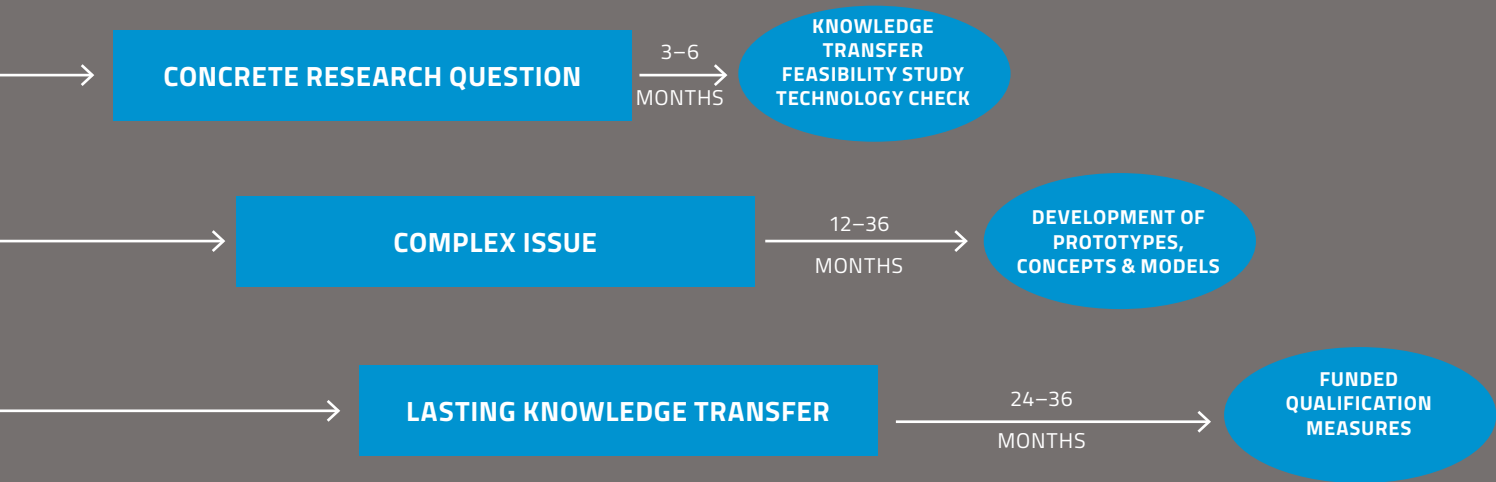 CONCRETE RESEARCH QUESTION
3–6
MONTHS
KNOWLEDGE
TRANSFER
FEASIBILITY STUDY
TECHNOLOGY CHECK
COMPLEX ISSUE
12–36
MONTHS
DEVELOPMENT OF
PROTOTYPES,
CONCEPTS & MODELS
LASTING KNOWLEDGE TRANSFER
24–36
MONTHS
FUNDED
QUALIFICATION
MEASURES